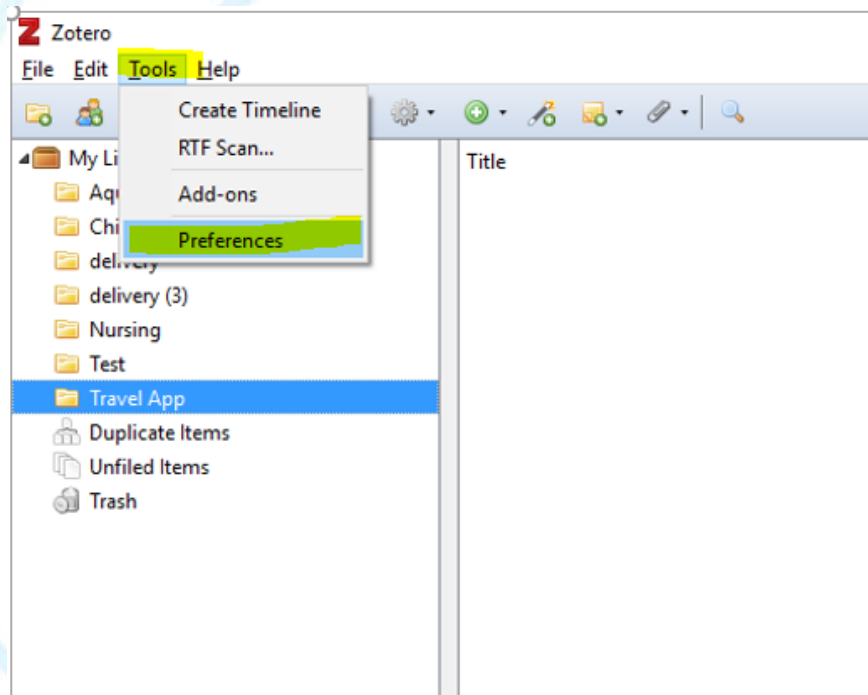 Zotero
File Edit Tools Help
Create Timeline
RTF Scan...
My Li
Title
Add-ons
Aq
Chi
Preferences
delivery
delivery (3)
Nursing
Test
Travel App
Duplicate Items
Unfiled Items
Trash